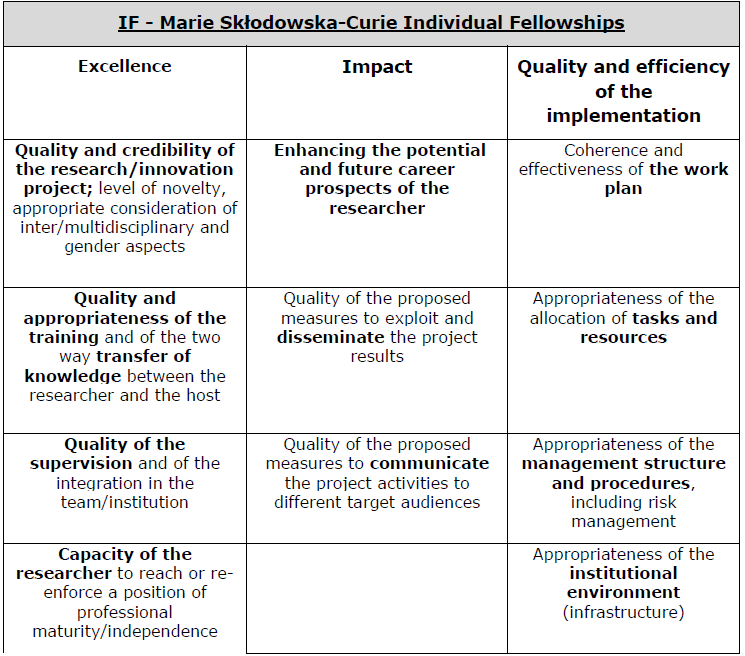 IF - Marie Skłodowska-Curie Individual Fellowships
Excellence
Impact
Quality and efficiency
of the
implementation
Quality and credibility of
the research/innovation
project; level of novelty,
appropriate consideration of
inter/multidisciplinary and
gender aspects
Enhancing the potential
and future career
prospects of the
researcher
Coherence and
effectiveness of the work
plan
Quality and
appropriateness of the
training and of the two
way transfer of
knowledge between the
researcher and the host
Quality of the proposed
measures to exploit and
disseminate the project
results
Appropriateness of the
allocation of tasks and
resources
Quality of the
supervision and of the
integration in the
team/institution
Quality of the proposed
measures to communicate
the project activities to
different target audiences
Appropriateness of the
management structure
and procedures,
including risk
management
Capacity of the
researcher to reach or re-
enforce a position of
professional
maturity/independence
Appropriateness of the
institutional
environment
(infrastructure)